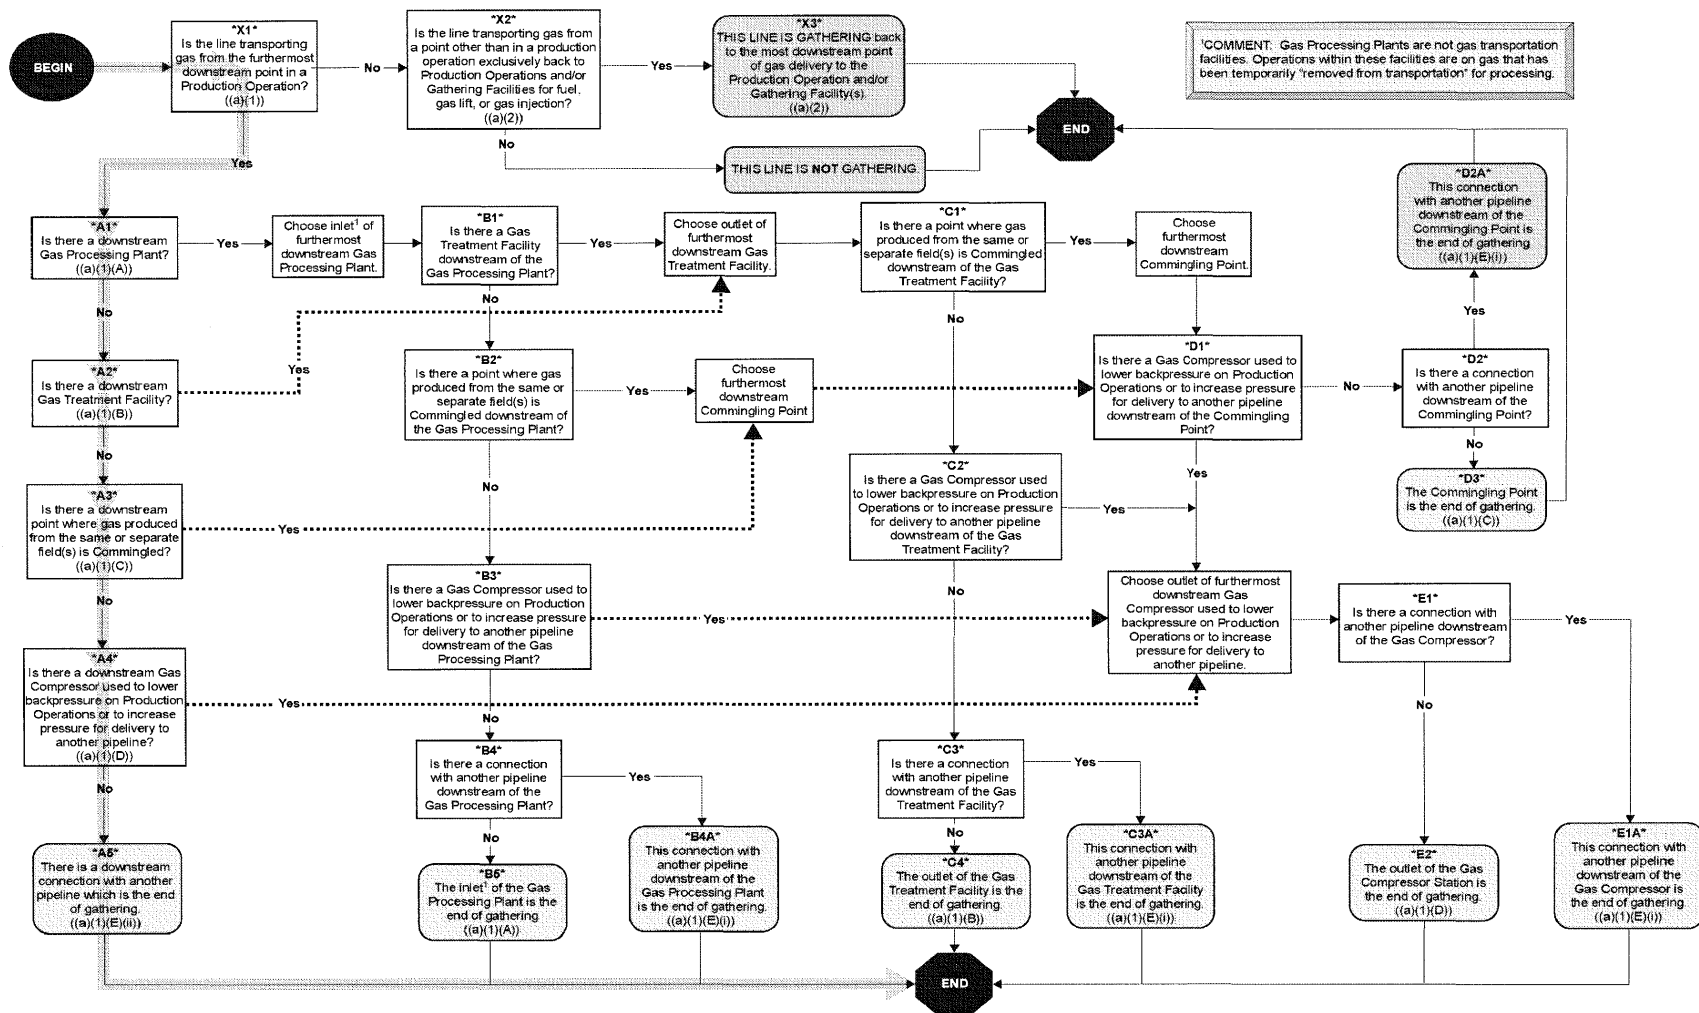 BEGIN
*X1*
Is the line transporting
gas from the furthermost
downstream point in a
Production Operation?
((a)(1))
No
*X2*
Is the line transporting gas from
a point other than in a production
operation exclusively back to
Production Operations and/or
Gathering Facilities for fuel,
gas lift, or gas injection?
((a)(2))
Yes
*X3*
THIS LINE IS GATHERING back
to the most downstream point
of gas delivery to the
Production Operation and/or
Gathering Facility(s).
((a)(2))
END
¹COMMENT: Gas Processing Plants are not gas transportation
facilities. Operations within these facilities are on gas that has
been temporarily "removed from transportation" for processing.
No
THIS LINE IS NOT GATHERING.
Yes
*A1*
Is there a downstream
Gas Processing Plant?
((a)(1)(A))
Yes
Choose inlet¹ of
furthermost
downstream Gas
Processing Plant.
*B1*
Is there a Gas
Treatment Facility
downstream of the
Gas Processing Plant?
Yes
Choose outlet of
furthermost
downstream Gas
Treatment Facility.
*C1*
Is there a point where gas
produced from the same or
separate field(s) is Commingled
downstream of the Gas
Treatment Facility?
Yes
Choose
furthermost
downstream
Commingling Point.
*D2A*
This connection
with another pipeline
downstream of the
Commingling Point is
the end of gathering
((a)(1)(E)(i))
No
No
No
Yes
Yes
*A2*
Is there a downstream
Gas Treatment Facility?
((a)(1)(B))
*B2*
Is there a point where gas
produced from the same or
separate field(s) is
Commingled downstream of
the Gas Processing Plant?
Yes
Choose
furthermost
downstream
Commingling Point
*D1*
Is there a Gas Compressor used to
lower backpressure on Production
Operations or to increase pressure
for delivery to another pipeline
downstream of the Commingling
Point?
No
*D2*
Is there a connection
with another pipeline
downstream of the
Commingling Point?
No
No
Yes
No
*A3*
Is there a downstream
point where gas produced
from the same or separate
field(s) is Commingled?
((a)(1)(C))
Yes
No
*C2*
Is there a Gas Compressor used
to lower backpressure on Production
Operations or to increase pressure
for delivery to another pipeline
downstream of the Gas
Treatment Facility?
Yes
*D3*
The Commingling Point
is the end of gathering.
((a)(1)(C))
No
*B3*
Is there a Gas Compressor used to
lower backpressure on Production
Operations or to increase pressure
for delivery to another pipeline
downstream of the Gas
Processing Plant?
Yes
No
Choose outlet of furthermost
downstream Gas
Compressor used to lower
backpressure on Production
Operations or to increase
pressure for delivery to
another pipeline.
*E1*
Is there a connection with
another pipeline downstream
of the Gas Compressor?
Yes
*A4*
Is there a downstream Gas
Compressor used to lower
backpressure on Production
Operations or to increase
pressure for delivery to
another pipeline?
((a)(1)(D))
Yes
No
No
*B4*
Is there a connection
with another pipeline
downstream of the
Gas Processing Plant?
Yes
*C3*
Is there a connection
with another pipeline
downstream of the Gas
Treatment Facility?
Yes
No
No
No
*A5*
There is a downstream
connection with another
pipeline which is the end
of gathering.
((a)(1)(E)(ii))
*B5*
The inlet¹ of the Gas
Processing Plant is the
end of gathering
((a)(1)(A))
*B4A*
This connection with
another pipeline
downstream of the
Gas Processing Plant
is the end of gathering.
((a)(1)(E)(i))
*C4*
The outlet of the Gas
Treatment Facility is the
end of gathering.
((a)(1)(B))
*C3A*
This connection with
another pipeline
downstream of the
Gas Treatment Facility
is the end of gathering.
((a)(1)(E)(i))
*E2*
The outlet of the Gas
Compressor Station is
the end of gathering.
((a)(1)(D))
*E1A*
This connection with
another pipeline
downstream of the
Gas Compressor is
the end of gathering.
((a)(1)(E)(i))
END